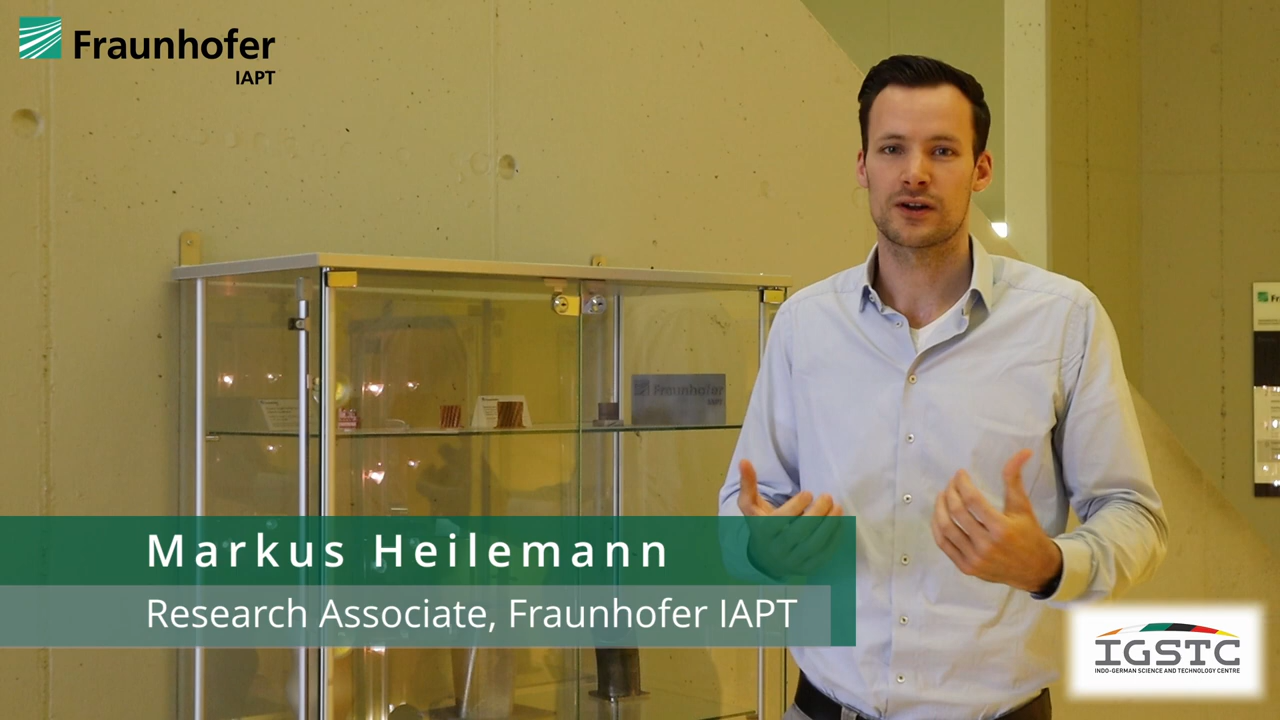 Fraunhofer
IAPT
Fraunhofer
IAPT
Markus Heilemann
Research Associate, Fraunhofer IAPT
IGSTC
INDO-GERMAN SCIENCE AND TECHNOLOGY CENTRE